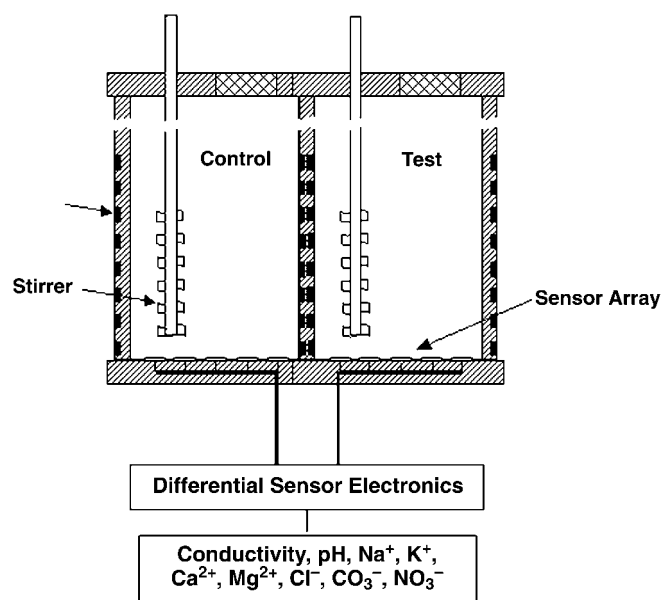 Control
Test
Stirrer
Sensor Array
Differential Sensor Electronics
Conductivity, pH, Na⁺, K⁺,
Ca²⁺, Mg²⁺, Cl⁻, CO₃⁻, NO₃⁻